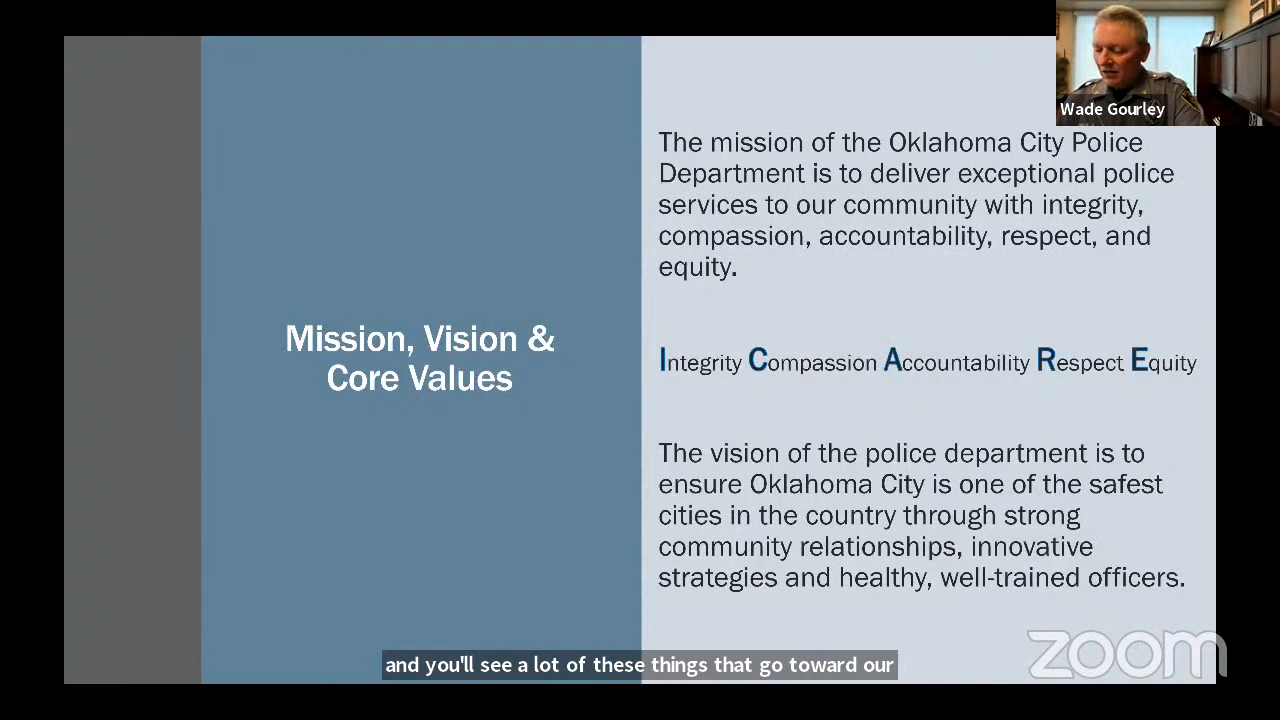 Wade Gourley
The mission of the Oklahoma City Police
Department is to deliver exceptional police
services to our community with integrity,
compassion, accountability, respect, and
equity.
Mission, Vision &
Core Values
Integrity Compassion Accountability Respect Equity
The vision of the police department is to
ensure Oklahoma City is one of the safest
cities in the country through strong
community relationships, innovative
strategies and healthy, well-trained officers.
and you'll see a lot of these things that go toward our
zoom